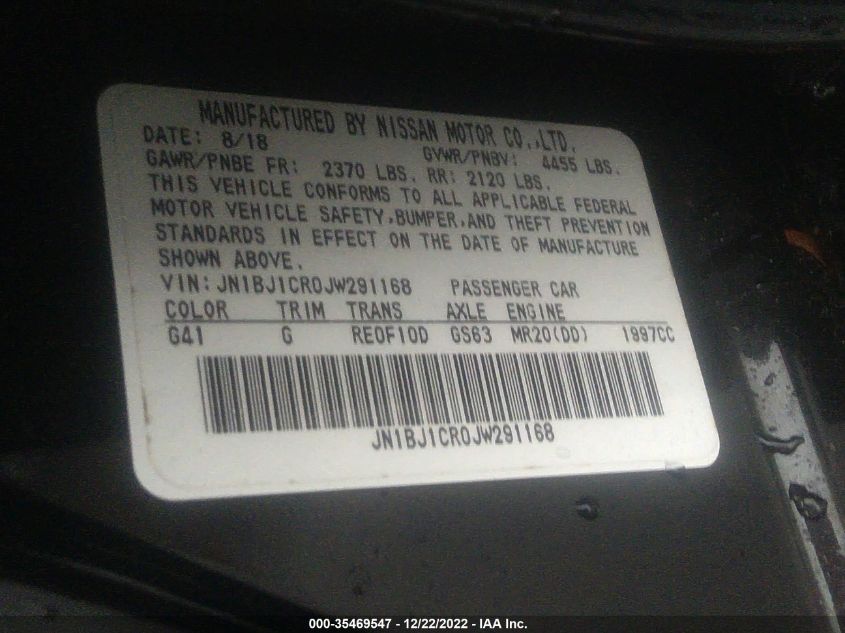 MANUFACTURED BY NISSAN MOTOR CO.,LTD.
DATE: 8/18 GVWR/PNBV: 4455 LBS.
GAWR/PNBE FR: 2370 LBS. RR: 2120 LBS.
THIS VEHICLE CONFORMS TO ALL APPLICABLE FEDERAL
MOTOR VEHICLE SAFETY,BUMPER,AND THEFT PREVENTION
STANDARDS IN EFFECT ON THE DATE OF MANUFACTURE
SHOWN ABOVE.
VIN: JN1BJ1CR0JW291168 PASSENGER CAR
COLOR TRIM TRANS AXLE ENGINE
G41 G RE0F10D GS63 MR20(DD) 1997CC
JN1BJ1CR0JW291168
000-35469547 - 12/22/2022 - IAA Inc.